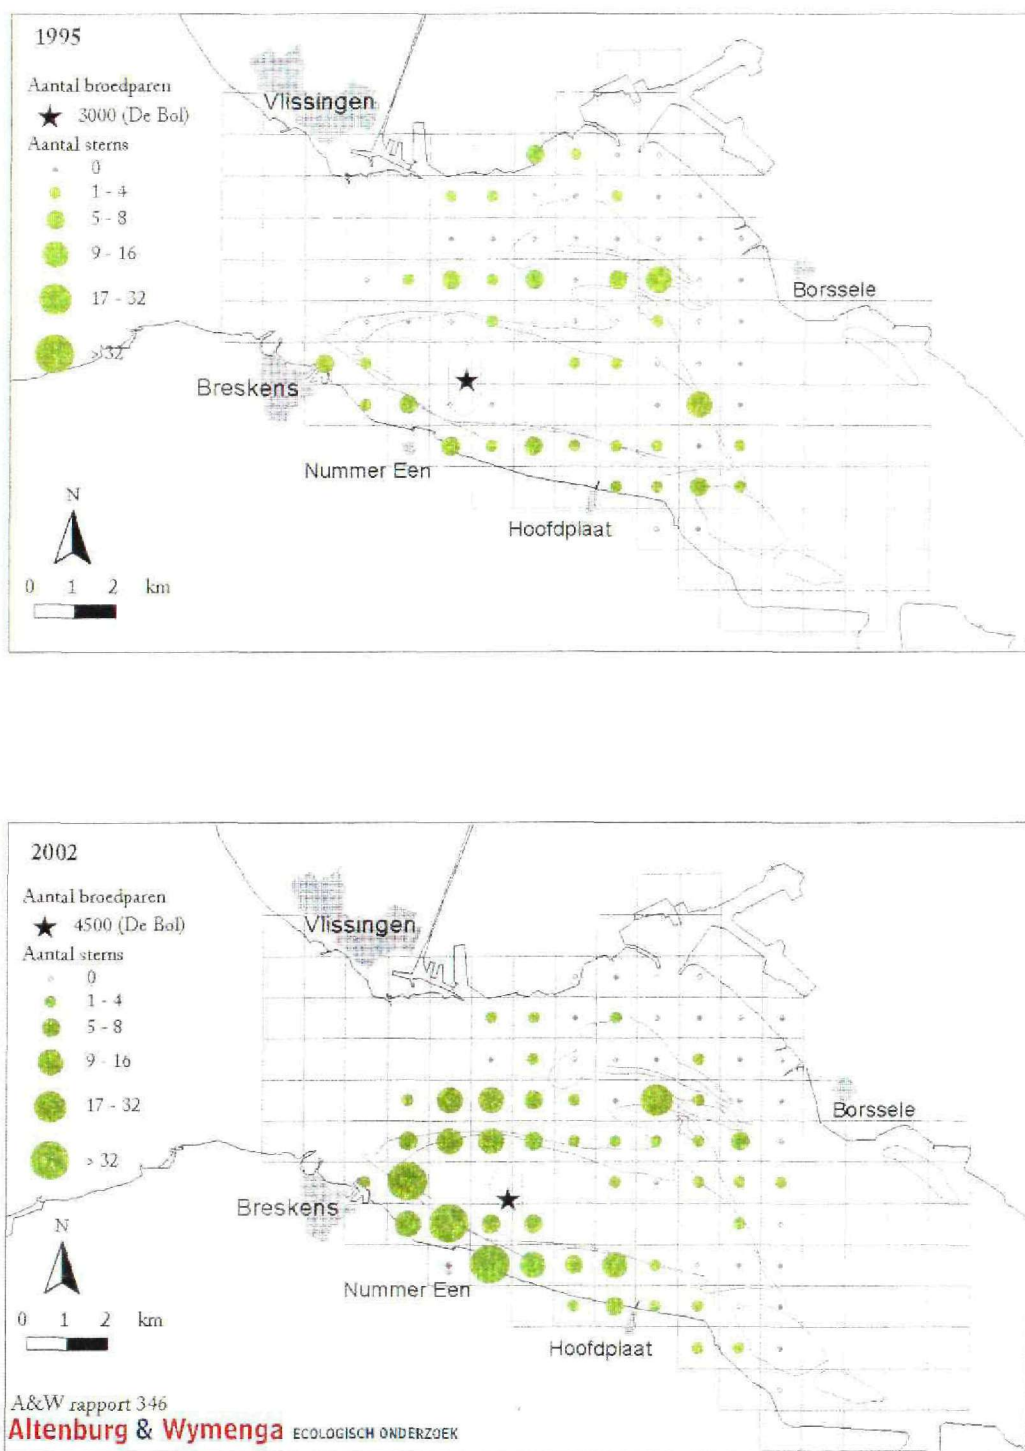 1995
Aantal broedparen
3000 (De Bol)
Aantal sterns
0
1 - 4
5 - 8
9 - 16
17 - 32
> 32
Vlissingen
Borssele
Breskens
Nummer Een
Hoofdplaat
N
0 1 2 km
2002
Aantal broedparen
4500 (De Bol)
Aantal sterns
0
1 - 4
5 - 8
9 - 16
17 - 32
> 32
Vlissingen
Borssele
Breskens
Nummer Een
Hoofdplaat
N
0 1 2 km
A&W rapport 346
Altenburg & Wymenga ECOLOGISCH ONDERZOEK